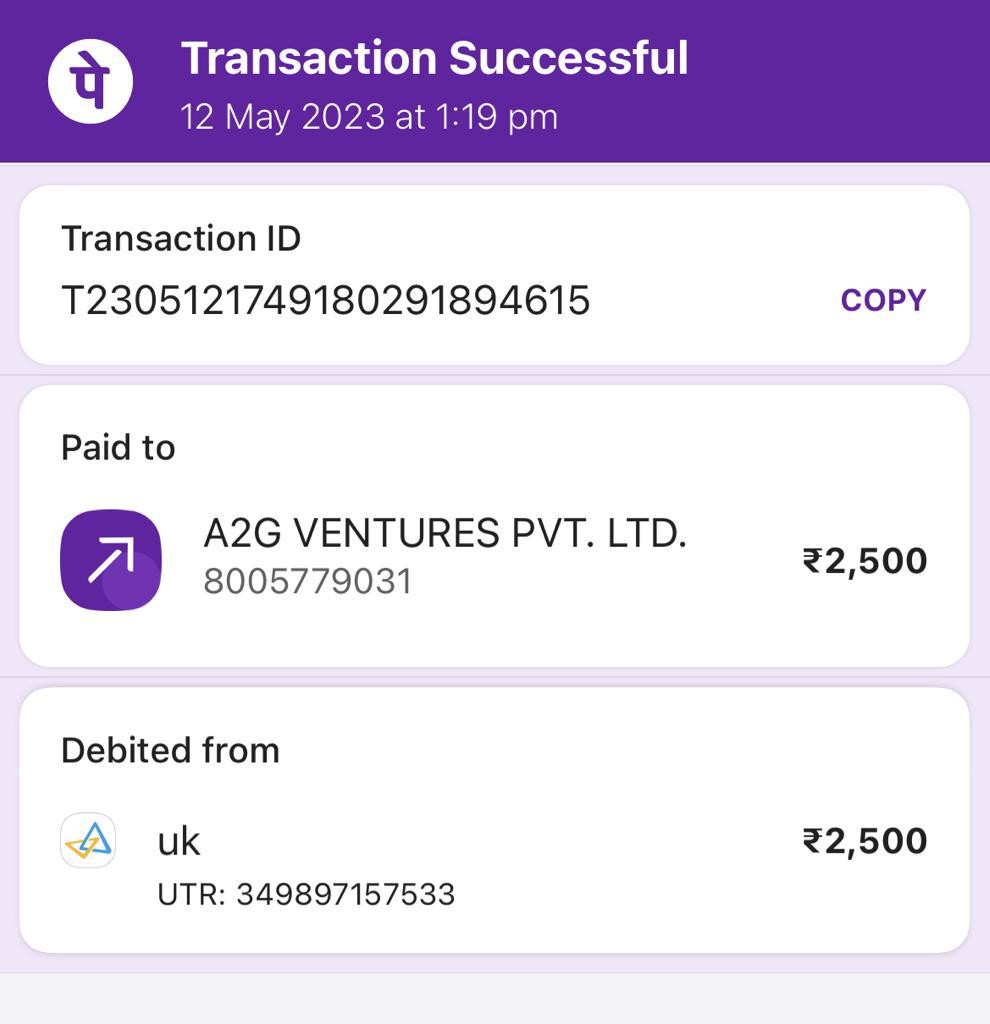 पे
Transaction Successful
12 May 2023 at 1:19 pm
Transaction ID
T2305121749180291894615
COPY
Paid to
A2G VENTURES PVT. LTD.
8005779031
₹2,500
Debited from
uk
₹2,500
UTR: 349897157533